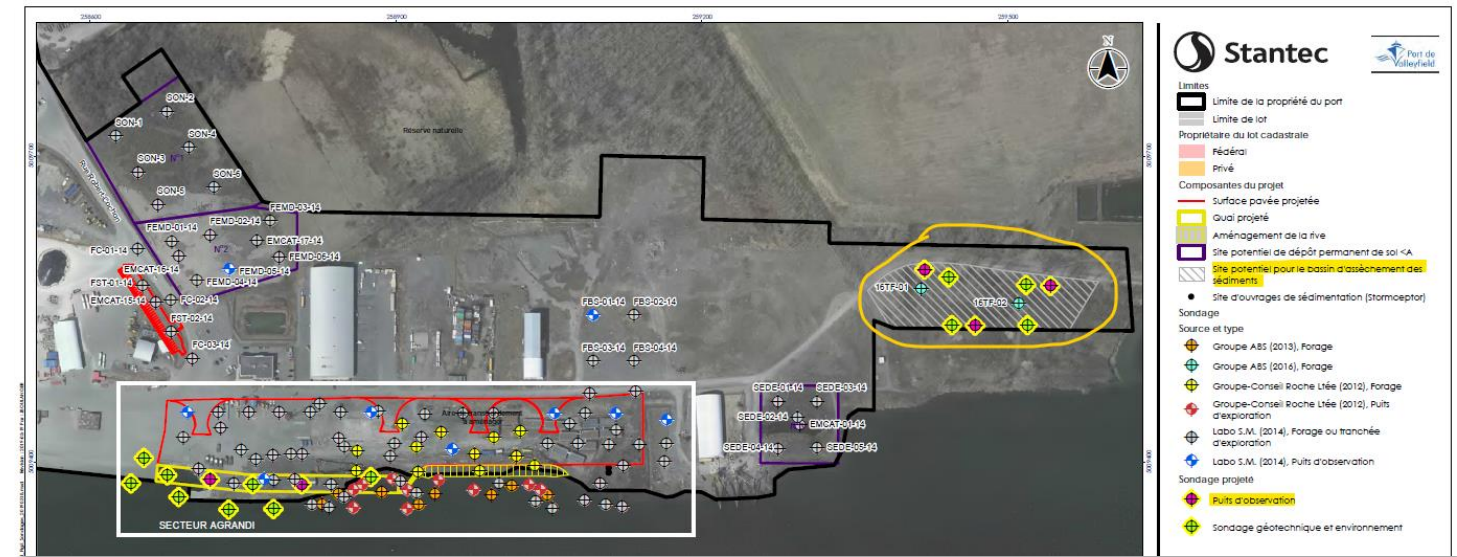 258600
258900
259200
259500
N
SON-2
SON-1
SON-4
SON-3
N°1
SON-5
SON-6
Réserve naturelle
Rue Robert-Cauchon
FEMD-03-14
FEMD-02-14
FEMD-01-14
N°2
EMCAT-17-14
FC-01-14
FEMD-05-14
EMCAT-16-14
FEMD-06-14
FST-01-14
FEMD-04-14
EMCAT-15-14
FC-02-14
FST-02-14
FC-03-14
FBS-01-14
FBS-02-14
FBS-03-14
FBS-04-14
16TF-01
16TF-02
SEDE-01-14
SEDE-03-14
SEDE-02-14
EMCAT-01-14
SEDE-04-14
SEDE-05-14
SECTEUR AGRANDI
Stantec
Port de
Valleyfield
Limites
Limite de la propriété du port
Limite de lot
Propriétaire du lot cadastrale
Fédéral
Privé
Composantes du projet
Surface pavée projetée
Quai projeté
Aménagement de la rive
Site potentiel de dépôt permanent de sol <A
Site potentiel pour le bassin d'assèchement des
sédiments
Site d'ouvrages de sédimentation (Stormceptor)
Sondage
Source et type
Groupe ABS (2013), Forage
Groupe ABS (2016), Forage
Groupe-Conseil Roche Ltée (2012), Forage
Groupe-Conseil Roche Ltée (2012), Puits
d'exploration
Labo S.M. (2014), Forage ou tranchée
d'exploration
Labo S.M. (2014), Puits d'observation
Sondage projeté
Puits d'observation
Sondage géotechnique et environnement